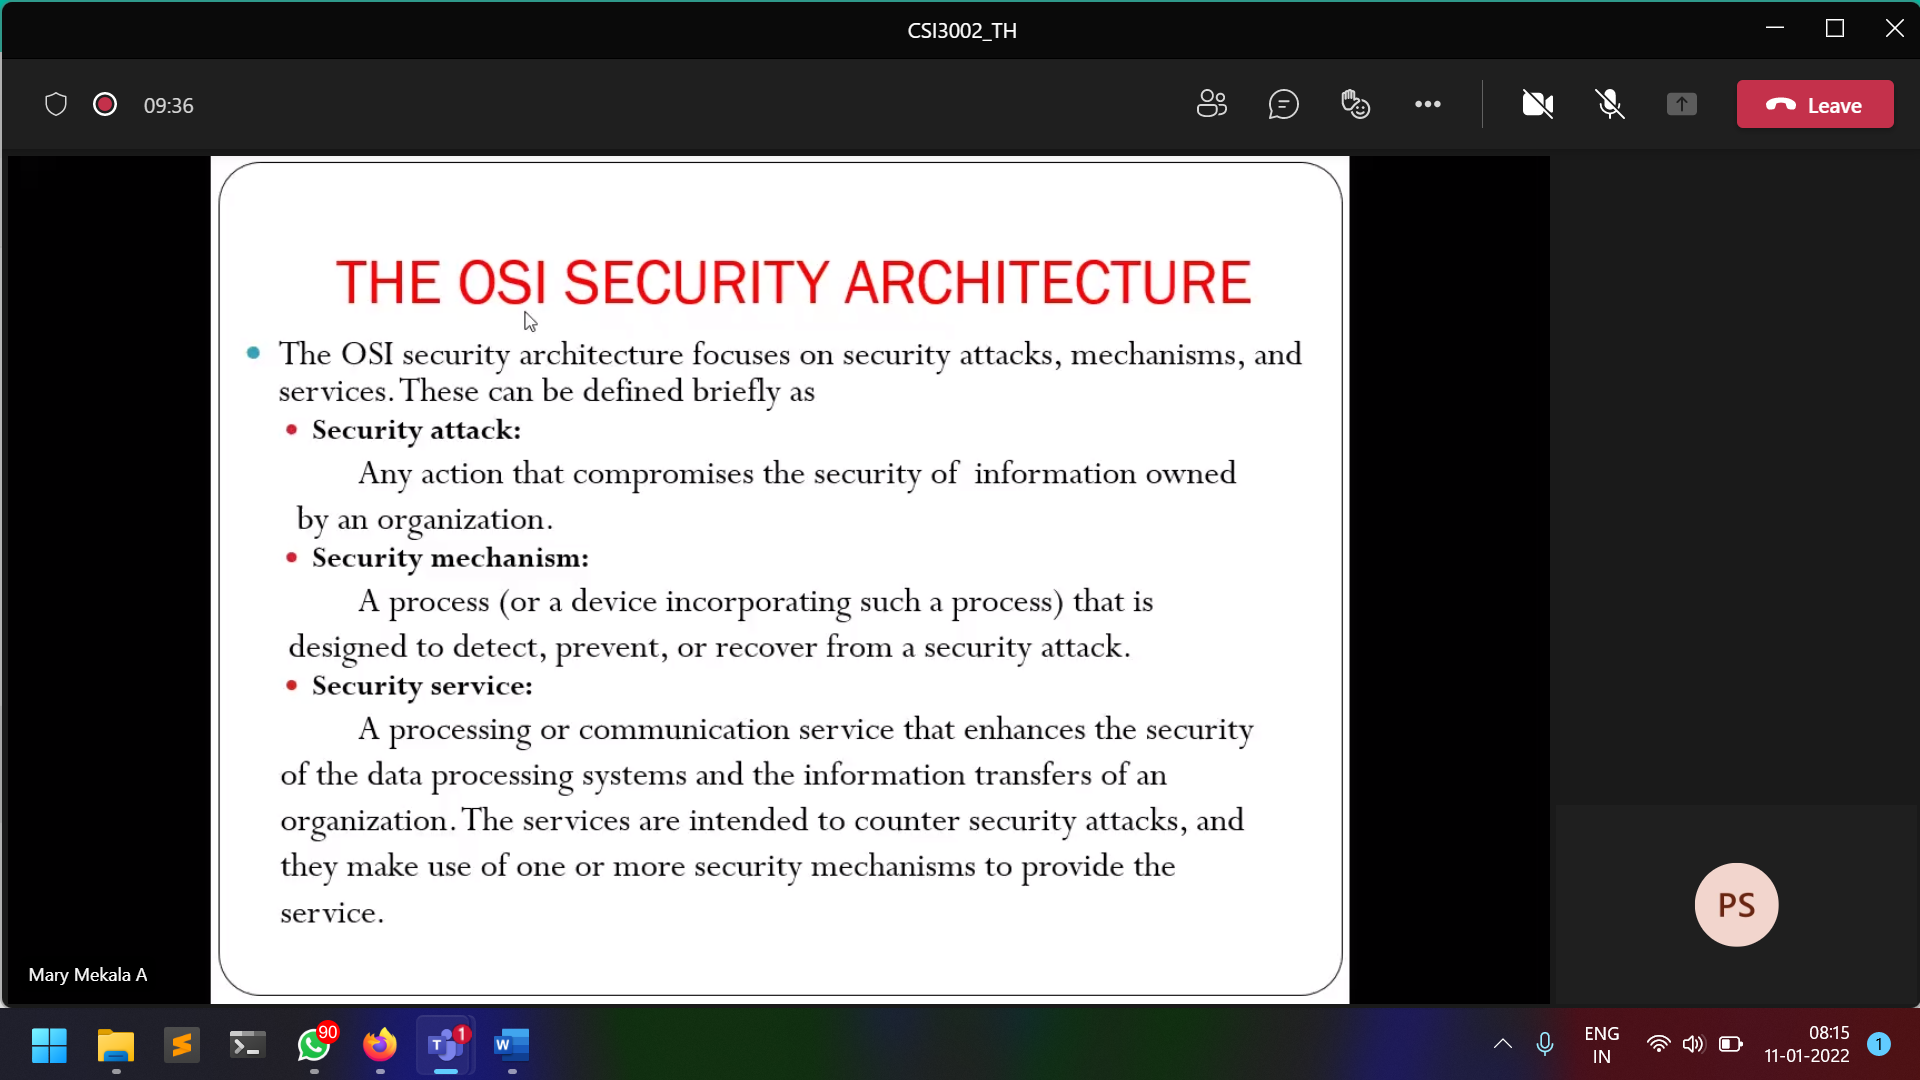 CSI3002_TH
09:36
Leave
THE OSI SECURITY ARCHITECTURE
The OSI security architecture focuses on security attacks, mechanisms, and
services. These can be defined briefly as
Security attack:
Any action that compromises the security of information owned
by an organization.
Security mechanism:
A process (or a device incorporating such a process) that is
designed to detect, prevent, or recover from a security attack.
Security service:
A processing or communication service that enhances the security
of the data processing systems and the information transfers of an
organization. The services are intended to counter security attacks, and
they make use of one or more security mechanisms to provide the
service.
PS
Mary Mekala A
90
T
1
W
ENG
IN
08:15
11-01-2022
1